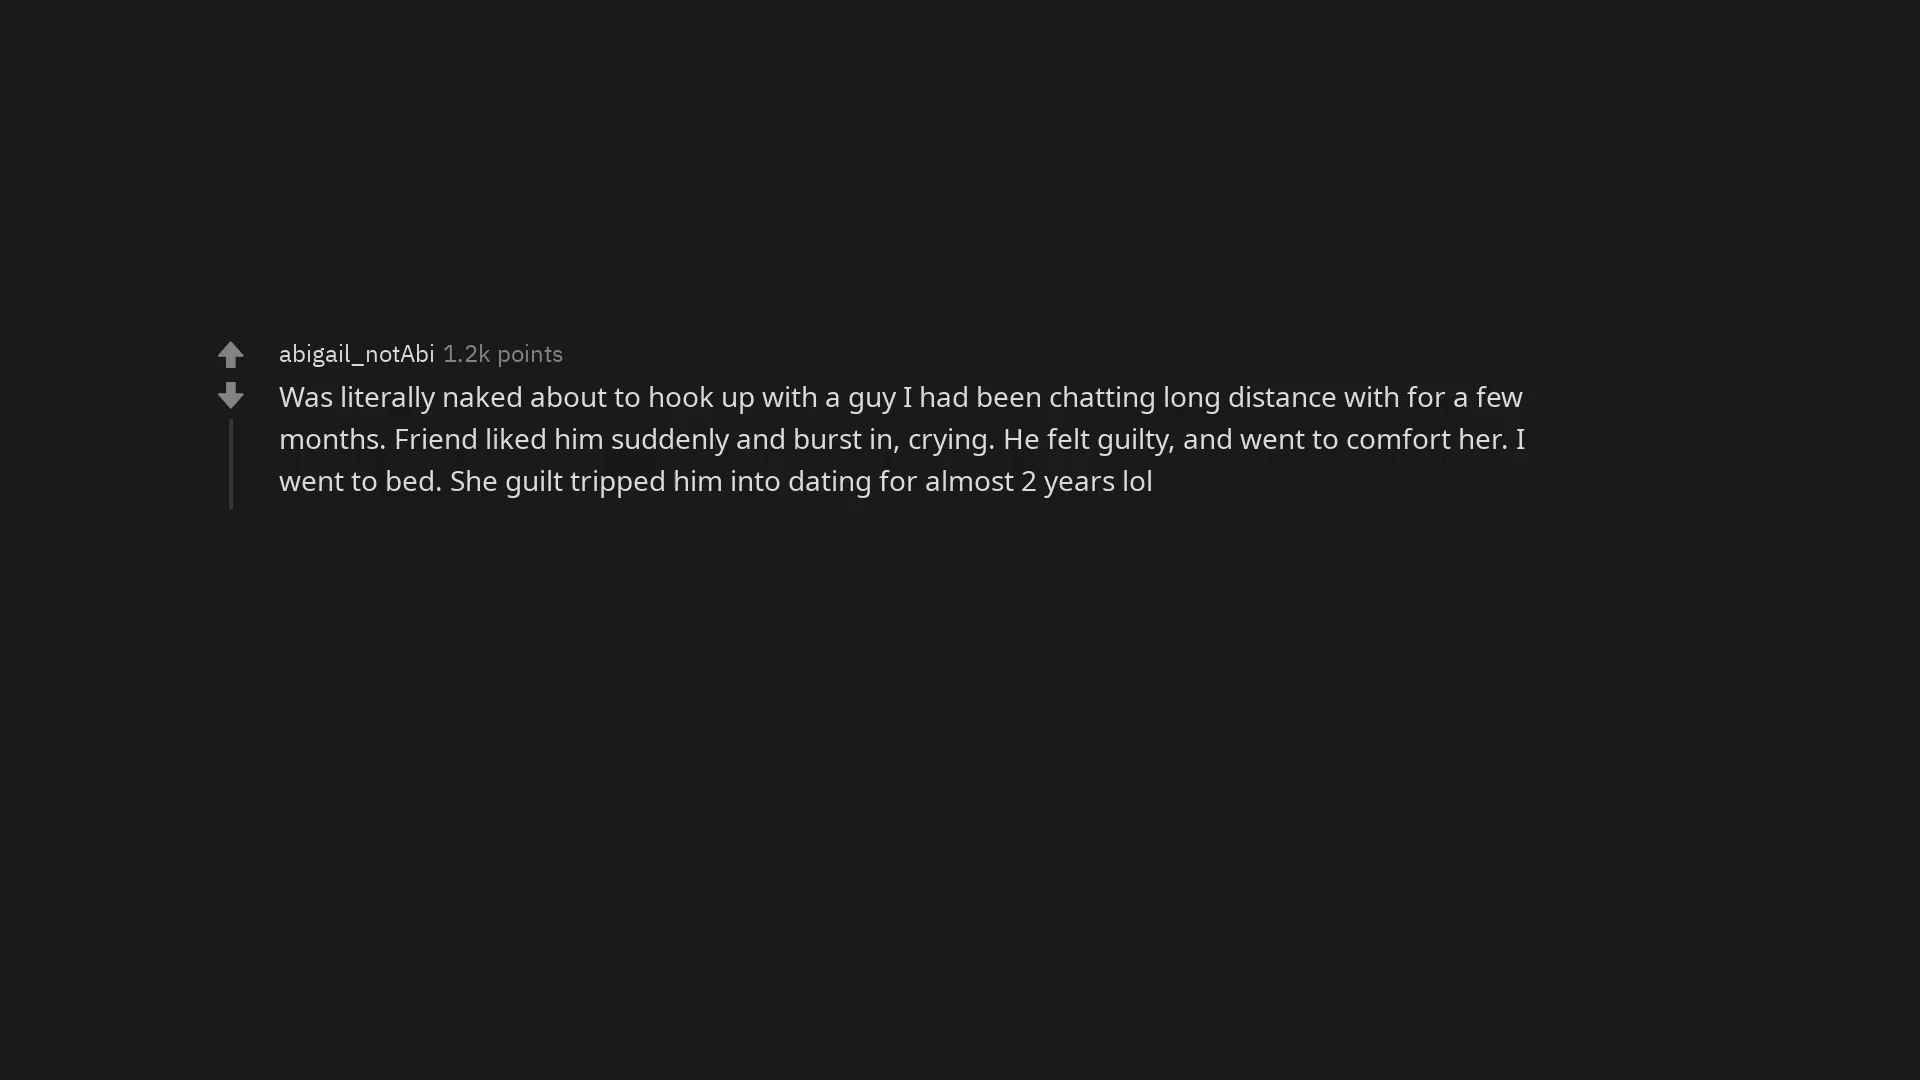 abigail_notAbi 1.2k points
Was literally naked about to hook up with a guy I had been chatting long distance with for a few
months. Friend liked him suddenly and burst in, crying. He felt guilty, and went to comfort her. I
went to bed. She guilt tripped him into dating for almost 2 years lol